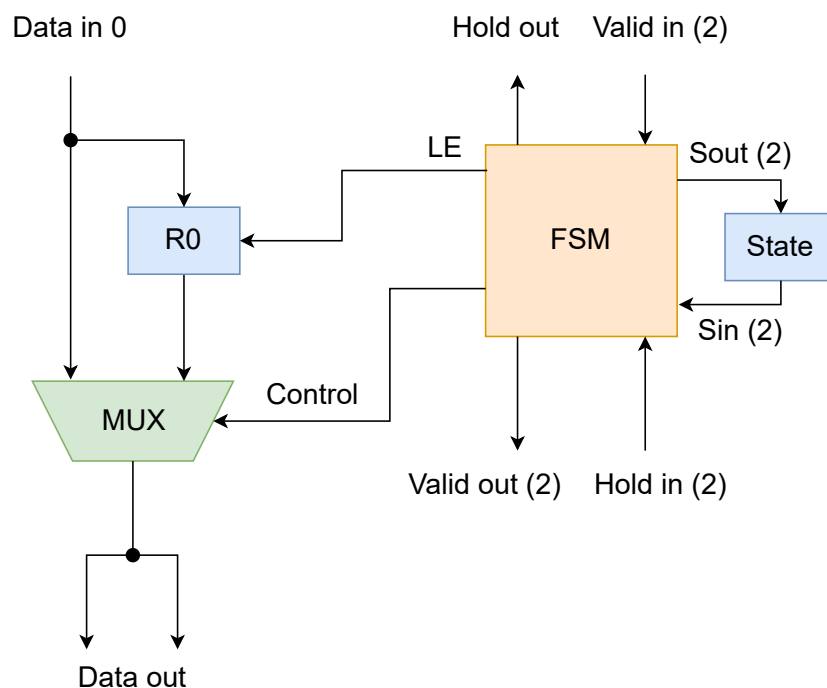 Data in 0
Hold out
Valid in (2)
LE
Sout (2)
R0
FSM
State
Sin (2)
Control
MUX
Valid out (2)
Hold in (2)
Data out